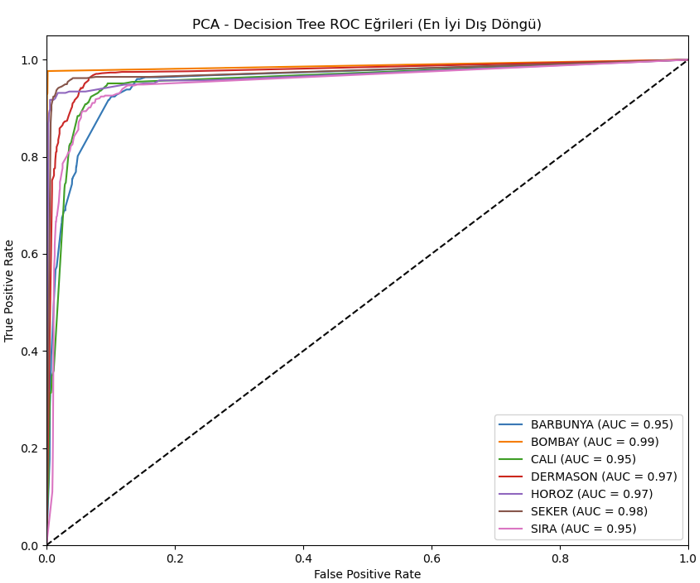 PCA - Decision Tree ROC Eğrileri (En İyi Dış Döngü)
True Positive Rate
1.0
0.8
0.6
0.4
0.2
0.0
BARBUNYA (AUC = 0.95)
BOMBAY (AUC = 0.99)
CALI (AUC = 0.95)
DERMASON (AUC = 0.97)
HOROZ (AUC = 0.97)
SEKER (AUC = 0.98)
SIRA (AUC = 0.95)
0.0 0.2 0.4 0.6 0.8 1.0
False Positive Rate